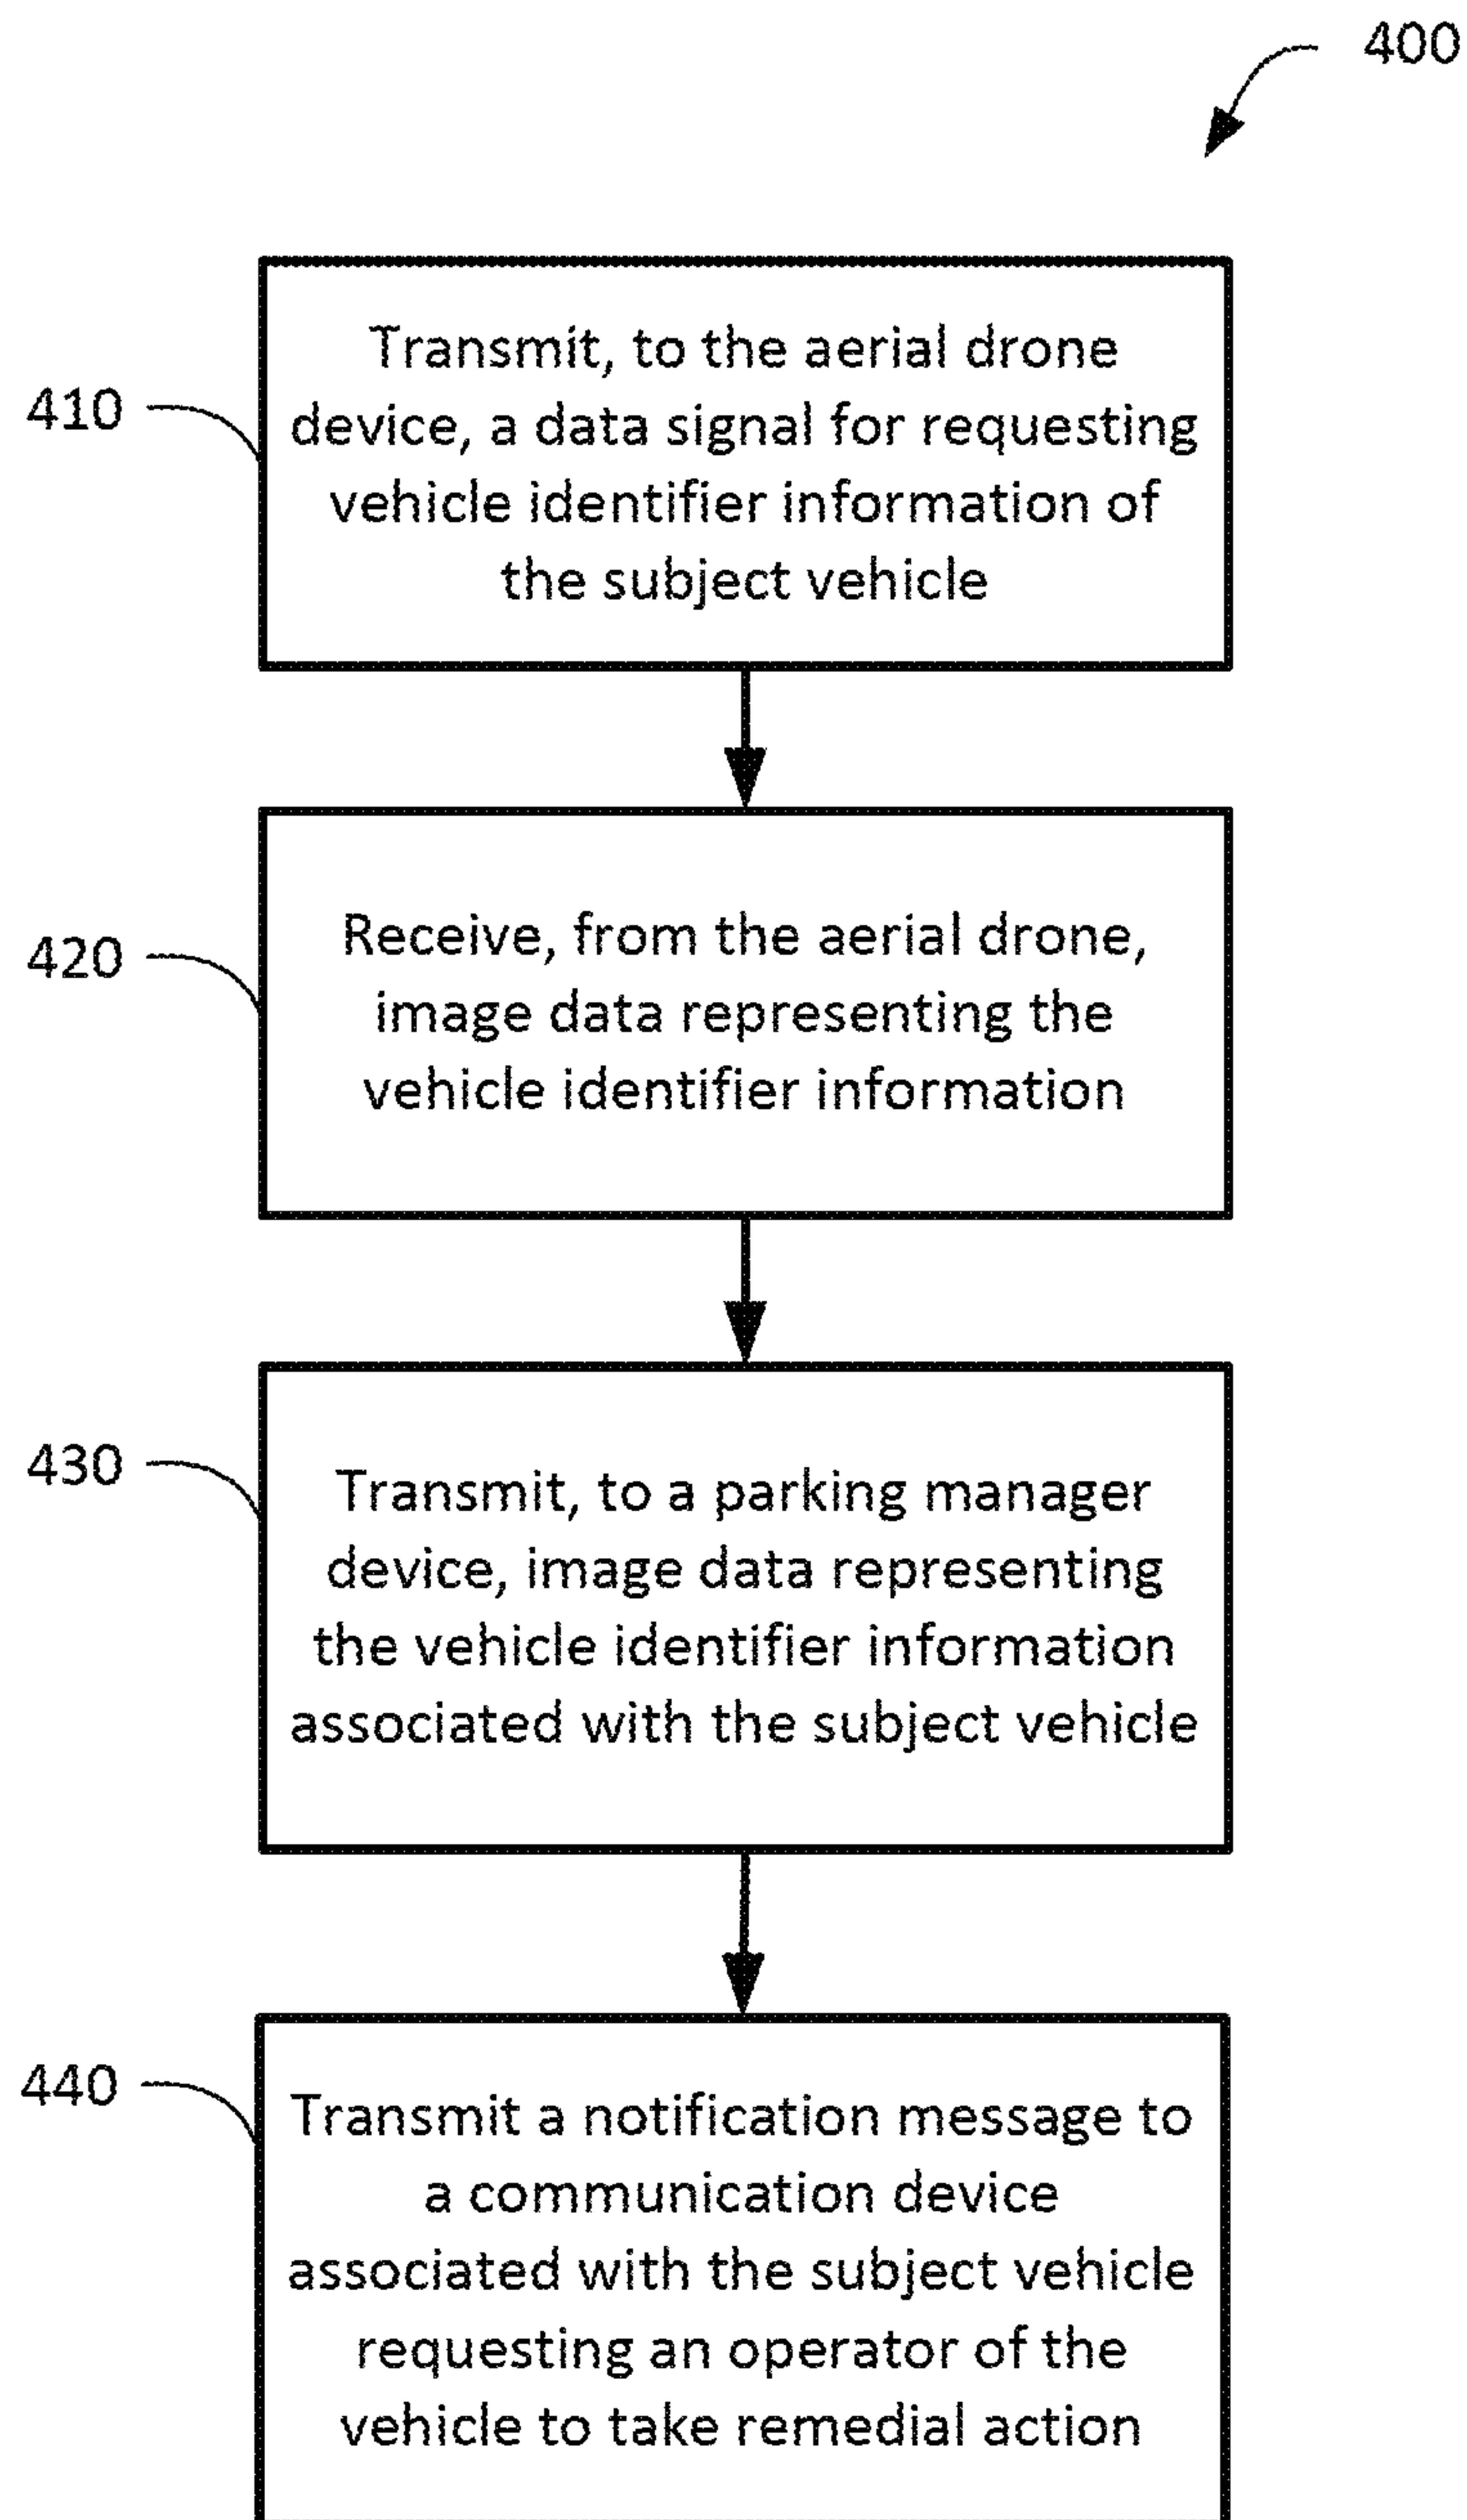 400
410
Transmit, to the aerial drone
device, a data signal for requesting
vehicle identifier information of
the subject vehicle
420
Receive, from the aerial drone,
image data representing the
vehicle identifier information
430
Transmit, to a parking manager
device, image data representing
the vehicle identifier information
associated with the subject vehicle
440
Transmit a notification message to
a communication device
associated with the subject vehicle
requesting an operator of the
vehicle to take remedial action